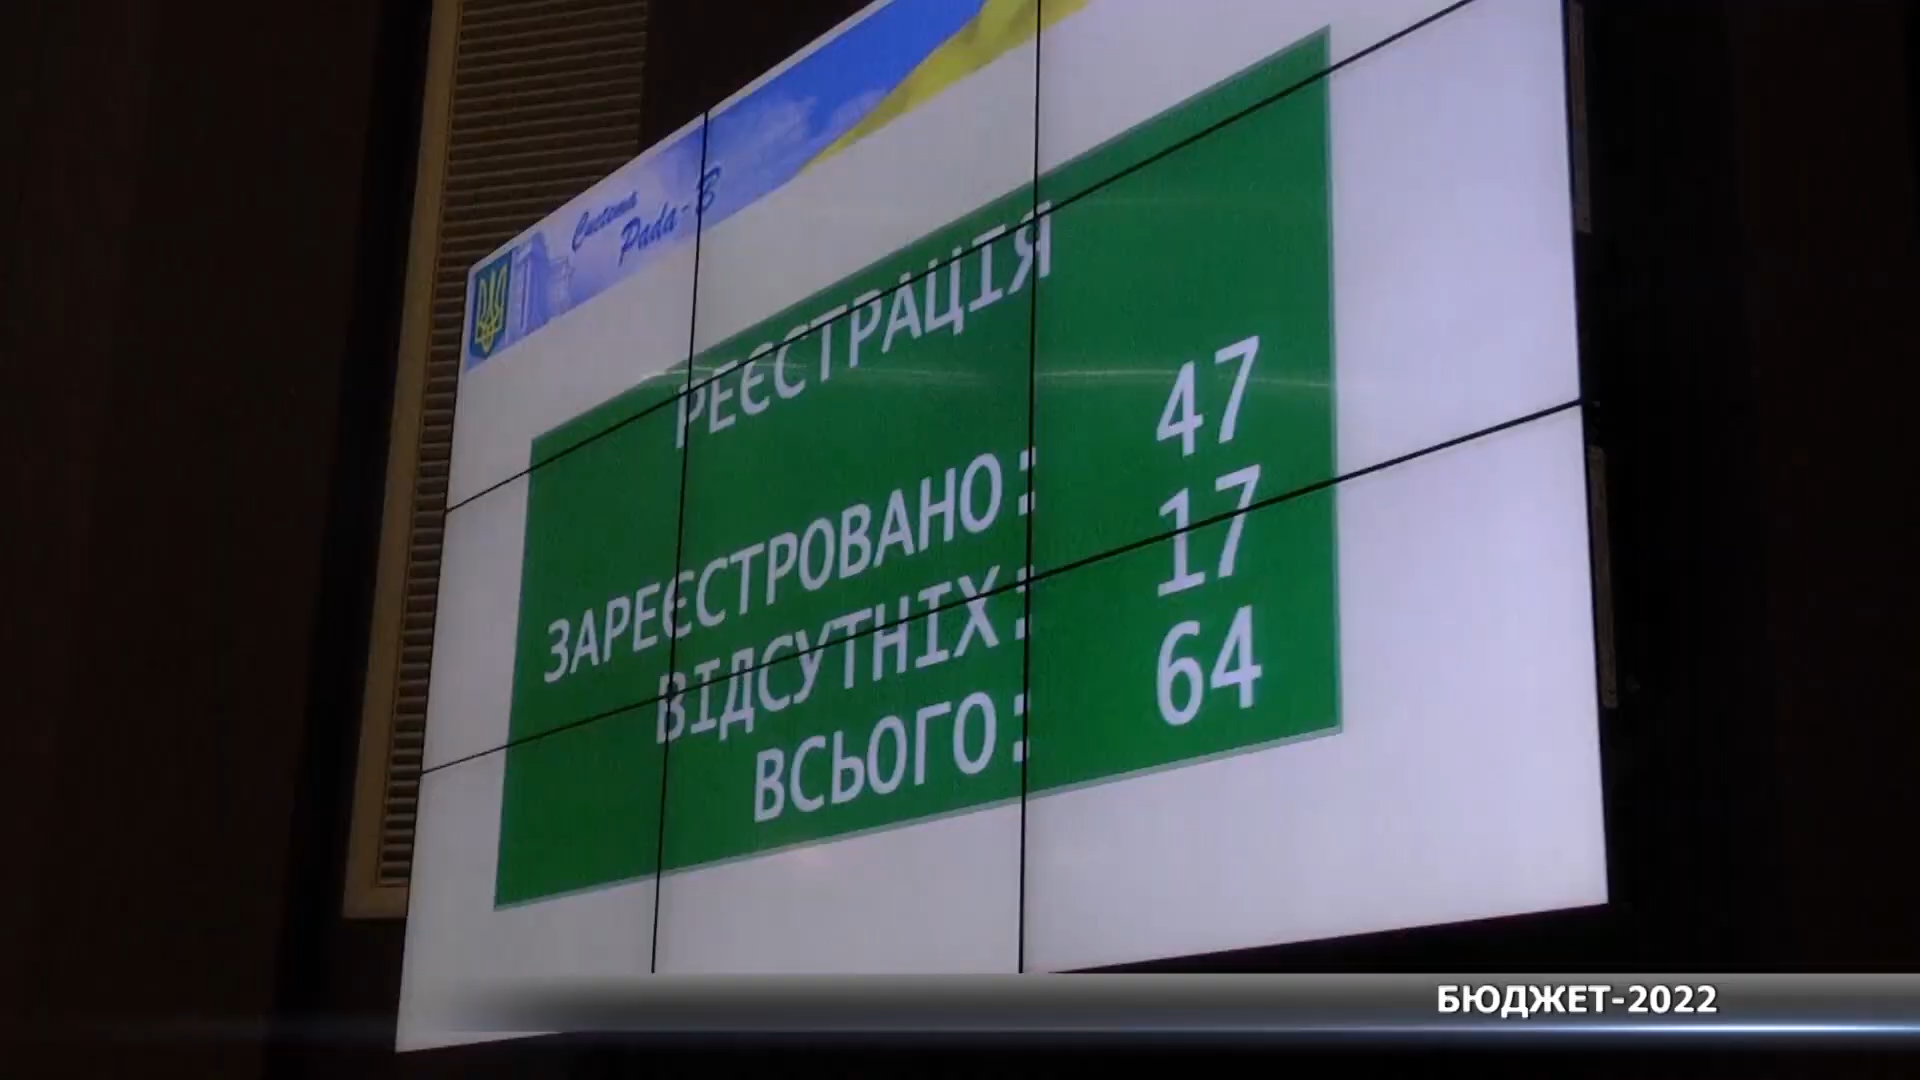 Система
Рада-В
РЕЄСТРАЦІЯ
ЗАРЕЄСТРОВАНО: 47
ВІДСУТНІХ: 17
ВСЬОГО: 64
БЮДЖЕТ-2022